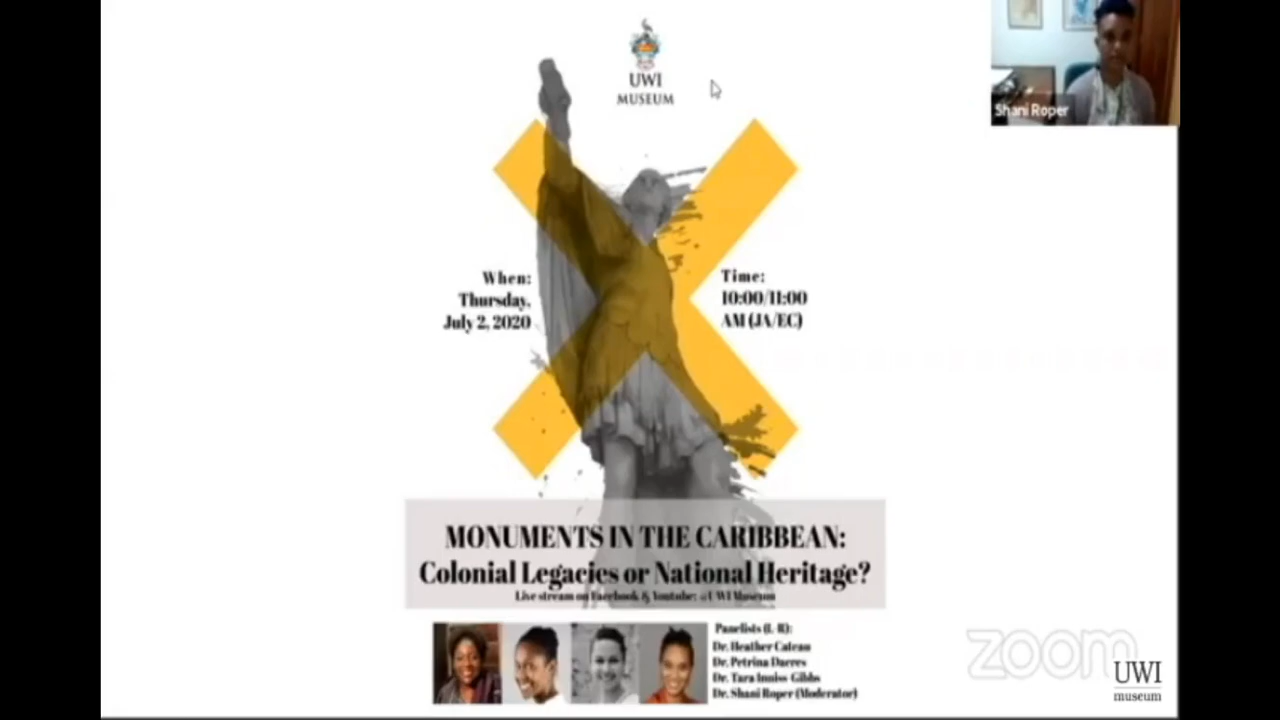 UWI
MUSEUM
Shani Roper
When:
Thursday,
July 2, 2020
Time:
10:00/11:00
AM (JA/EC)
MONUMENTS IN THE CARIBBEAN:
Colonial Legacies or National Heritage?
Live stream on Facebook & Youtube: @UWI Museum
Panelists (L-R):
Dr. Heather Cateau
Dr. Petrina Dacres
Dr. Tara Inniss-Gibbs
Dr. Shani Roper (Moderator)
zoom
UWI
museum